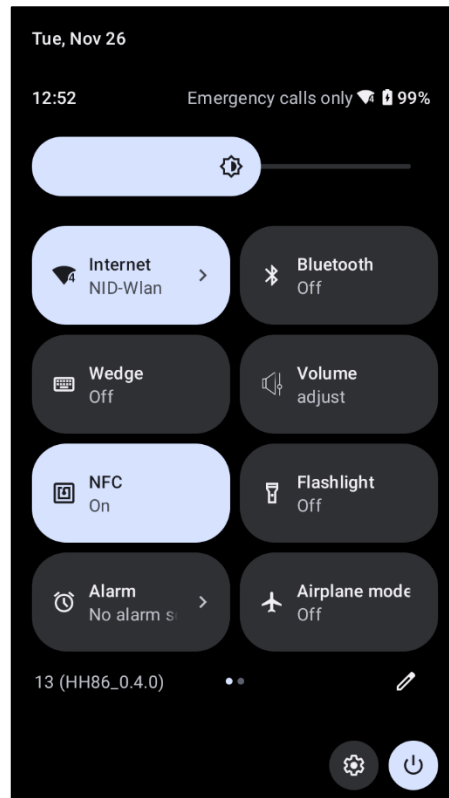 Tue, Nov 26
12:52 Emergency calls only 4 99%
Internet
NID-Wlan
Bluetooth
Off
Wedge
Off
Volume
adjust
NFC
On
Flashlight
Off
Alarm
No alarm s
Airplane mode
Off
13 (HH86_0.4.0)